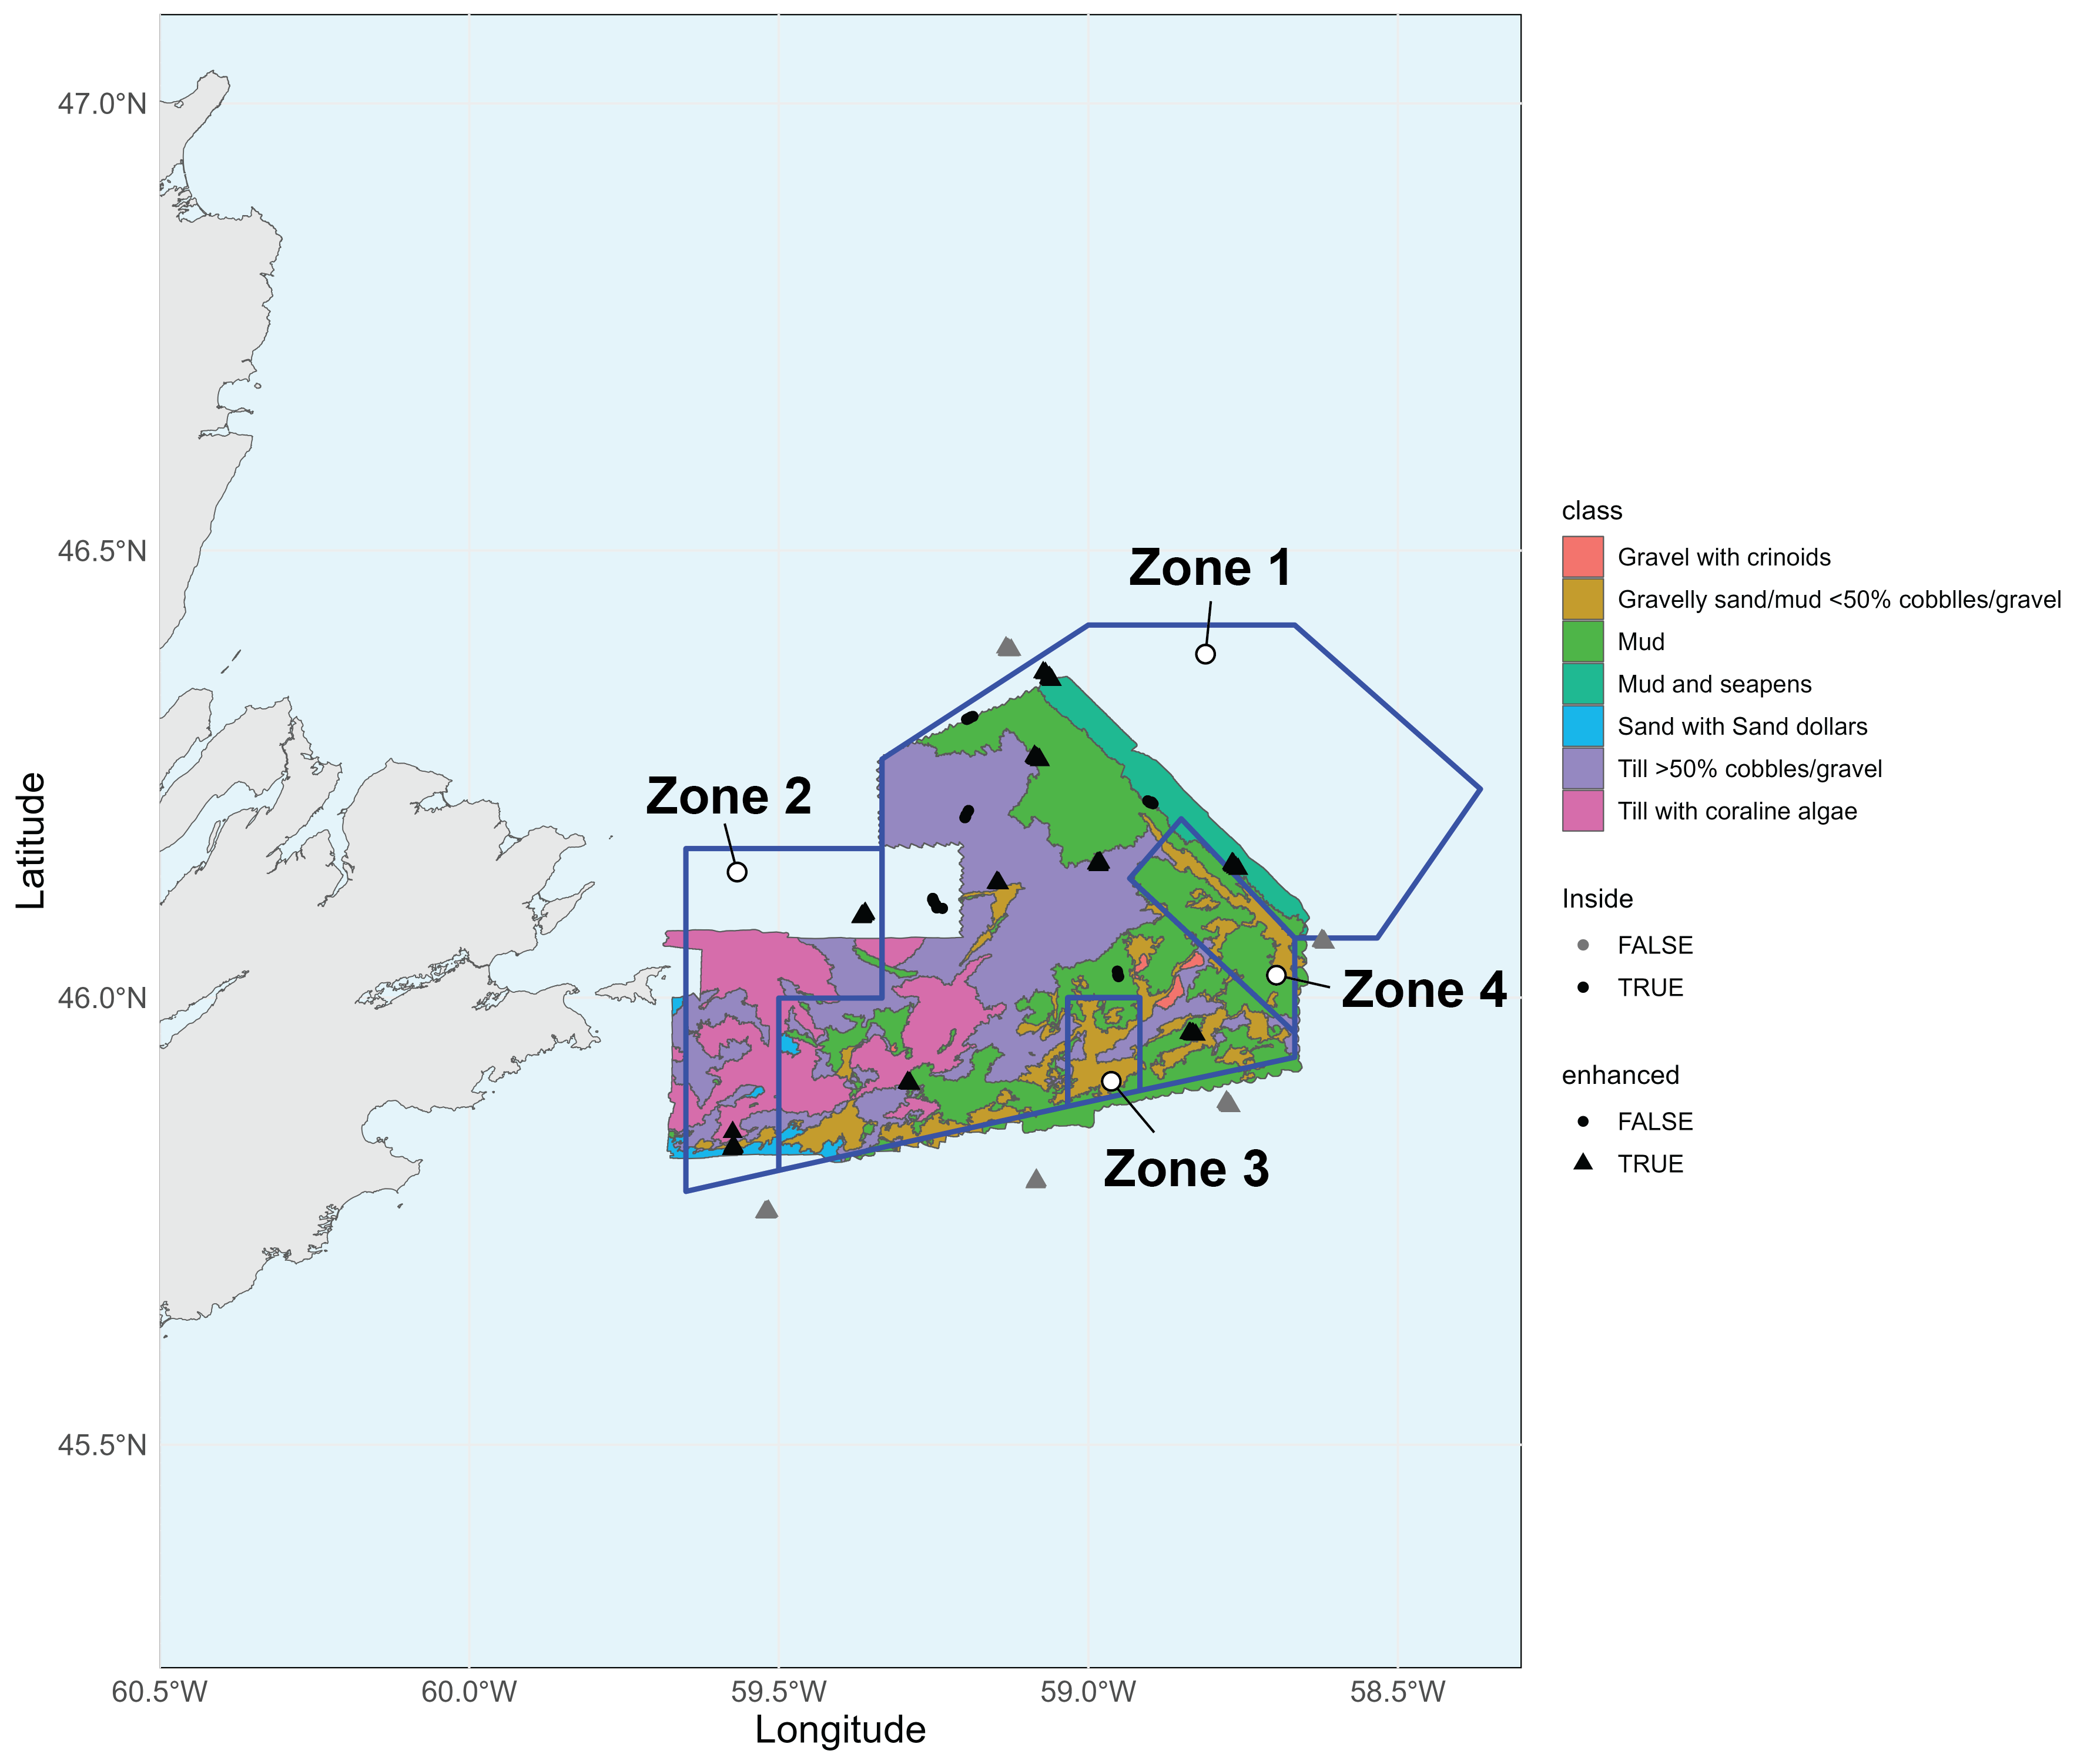 47.0°N
46.5°N
46.0°N
45.5°N
Latitude
60.5°W
60.0°W
59.5°W
59.0°W
58.5°W
Longitude
Zone 1
Zone 2
Zone 4
Zone 3
class
Gravel with crinoids
Gravelly sand/mud <50% cobblles/gravel
Mud
Mud and seapens
Sand with Sand dollars
Till >50% cobbles/gravel
Till with coraline algae
Inside
FALSE
TRUE
enhanced
FALSE
TRUE